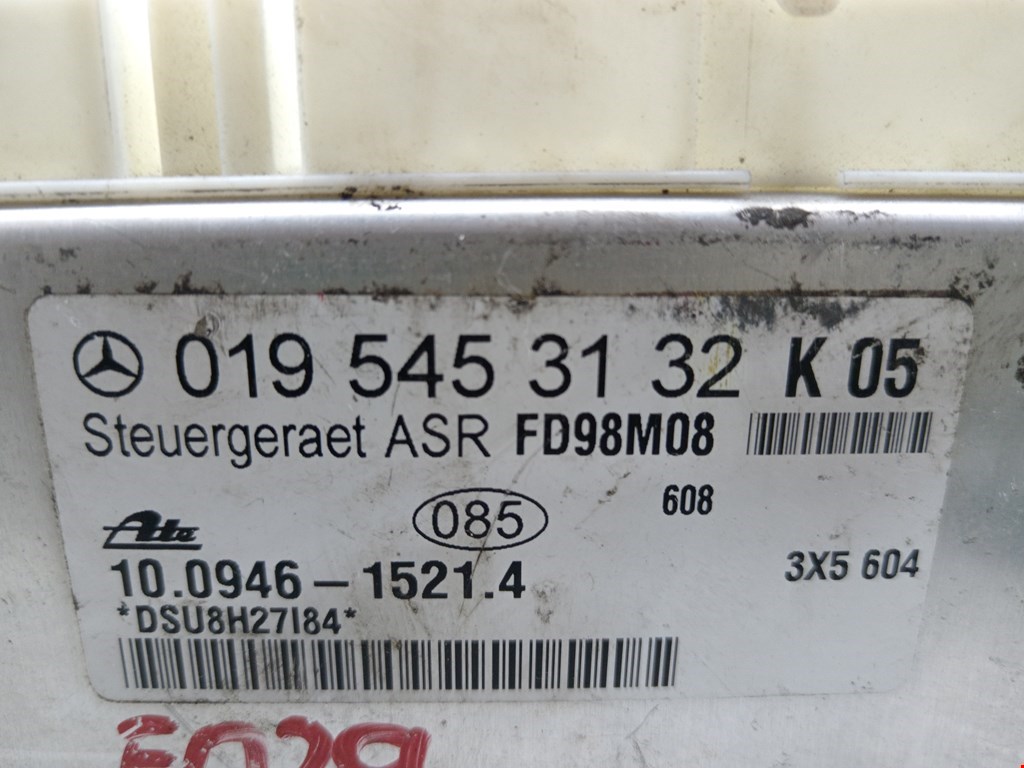 019 545 31 32 K 05
Steuergeraet ASR FD98M08
085
608
Ate
10.0946-1521.4
3X5 604
*DSU8H27I84*